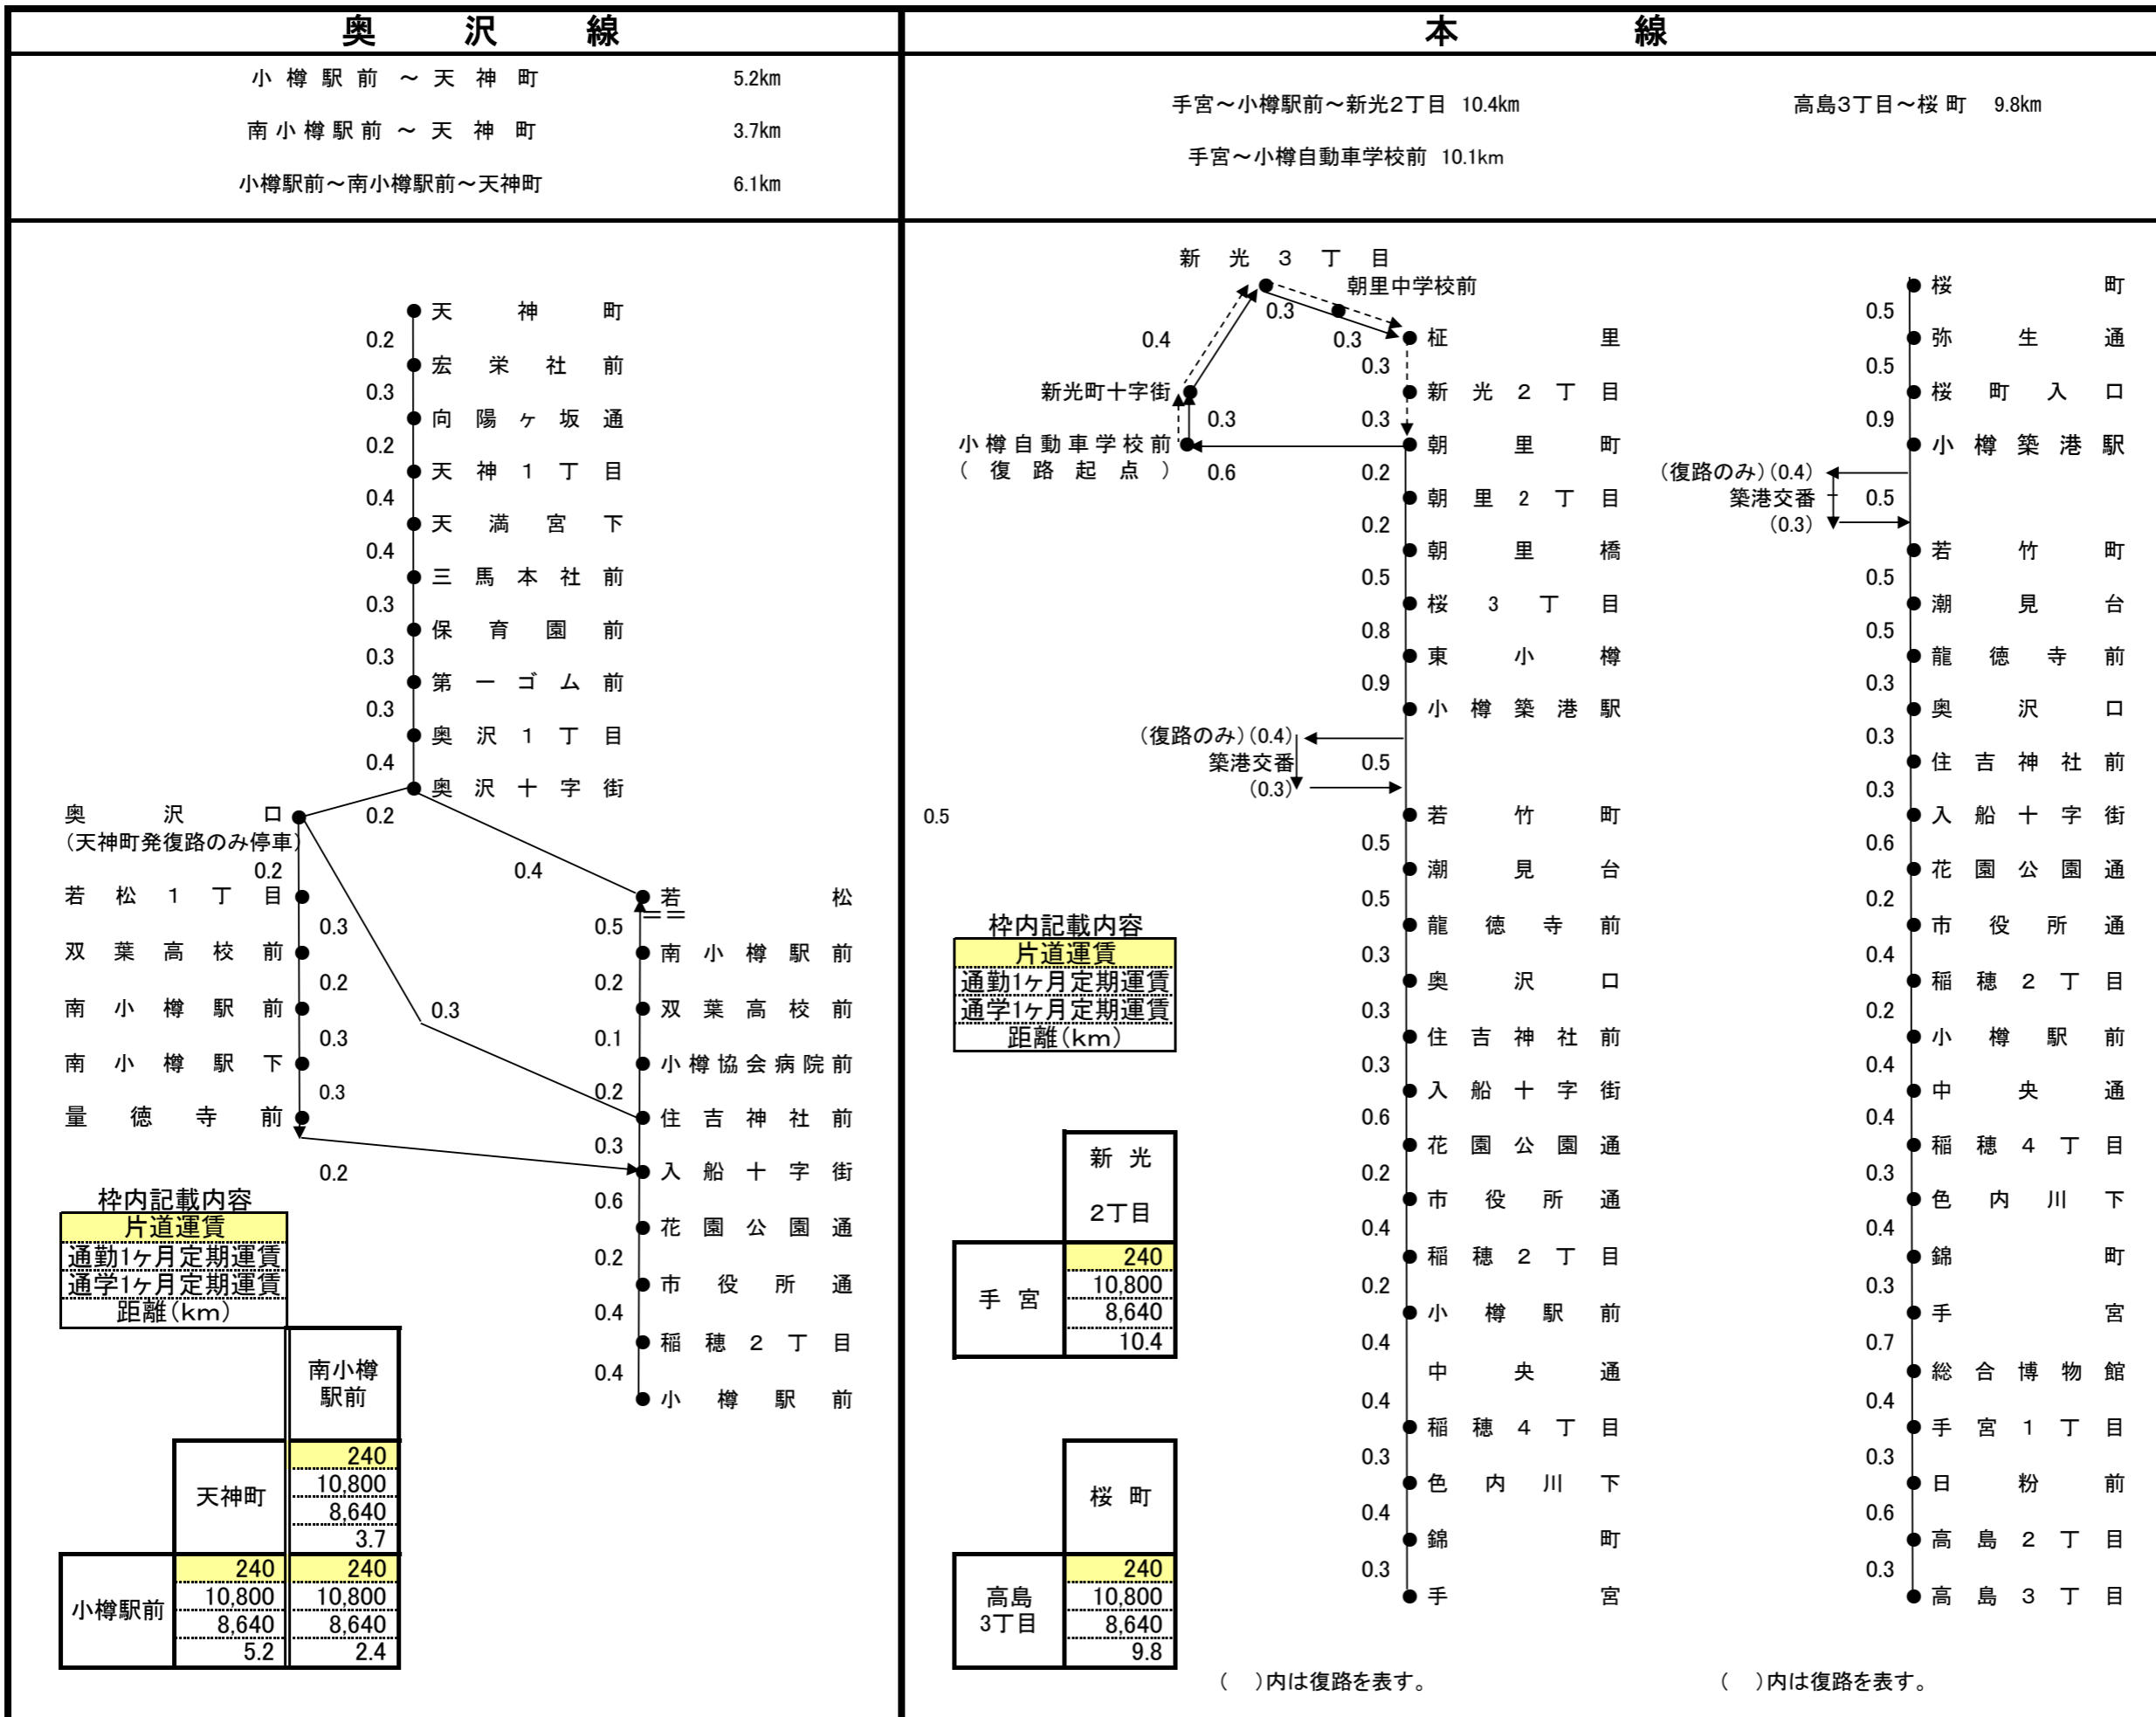 奥沢線
小樽駅前～天神町 5.2km
南小樽駅前～天神町 3.7km
小樽駅前～南小樽駅前～天神町 6.1km
天神町
0.2
宏栄社前
0.3
向陽ヶ坂通
0.2
天神1丁目
0.4
天満宮下
0.4
三馬本社前
0.3
保育園前
0.3
第一ゴム前
0.3
奥沢1丁目
0.4
奥沢十字街
奥沢口
0.2
(天神町発復路のみ停車)
0.2
0.4
若松1丁目
0.3
双葉高校前
0.2
南小樽駅前
0.3
0.3
南小樽駅下
0.3
量徳寺前
0.2
若松
==
0.5
南小樽駅前
0.2
双葉高校前
0.1
小樽協会病院前
0.2
住吉神社前
0.3
入船十字街
0.6
花園公園通
0.2
市役所通
0.4
稲穂2丁目
0.4
小樽駅前
枠内記載内容
片道運賃
通勤1ヶ月定期運賃
通学1ヶ月定期運賃
距離(km)
南小樽
駅前
天神町
240
10,800
8,640
3.7
小樽駅前
240 240
10,800 10,800
8,640 8,640
5.2 2.4
本線
手宮～小樽駅前～新光2丁目 10.4km
高島3丁目～桜町 9.8km
手宮～小樽自動車学校前 10.1km
新光3丁目
朝里中学校前
0.3
0.4
0.3
柾里
0.3
新光町十字街
新光2丁目
0.3
0.3
小樽自動車学校前
(復路起点)
0.6
朝里町
0.2
朝里2丁目
0.2
朝里橋
0.5
桜3丁目
0.8
東小樽
0.9
小樽築港駅
(復路のみ)(0.4)
築港交番
0.5
(0.3)
若竹町
0.5
0.5
潮見台
0.5
龍徳寺前
0.3
奥沢口
0.3
住吉神社前
0.3
入船十字街
0.6
花園公園通
0.2
市役所通
0.4
稲穂2丁目
0.2
小樽駅前
0.4
中央通
0.4
稲穂4丁目
0.3
色内川下
0.4
錦町
0.3
手宮
枠内記載内容
片道運賃
通勤1ヶ月定期運賃
通学1ヶ月定期運賃
距離(km)
新光
2丁目
手宮
240
10,800
8,640
10.4
桜町
高島
3丁目
240
10,800
8,640
9.8
( )内は復路を表す。
桜町
0.5
弥生通
0.5
桜町入口
0.9
小樽築港駅
(復路のみ)(0.4)
築港交番
0.5
(0.3)
若竹町
0.5
潮見台
0.5
龍徳寺前
0.3
奥沢口
0.3
住吉神社前
0.3
入船十字街
0.6
花園公園通
0.2
市役所通
0.4
稲穂2丁目
0.2
小樽駅前
0.4
中央通
0.4
稲穂4丁目
0.3
色内川下
0.4
錦町
0.3
手宮
0.7
総合博物館
0.4
手宮1丁目
0.3
日粉前
0.6
高島2丁目
0.3
高島3丁目
( )内は復路を表す。